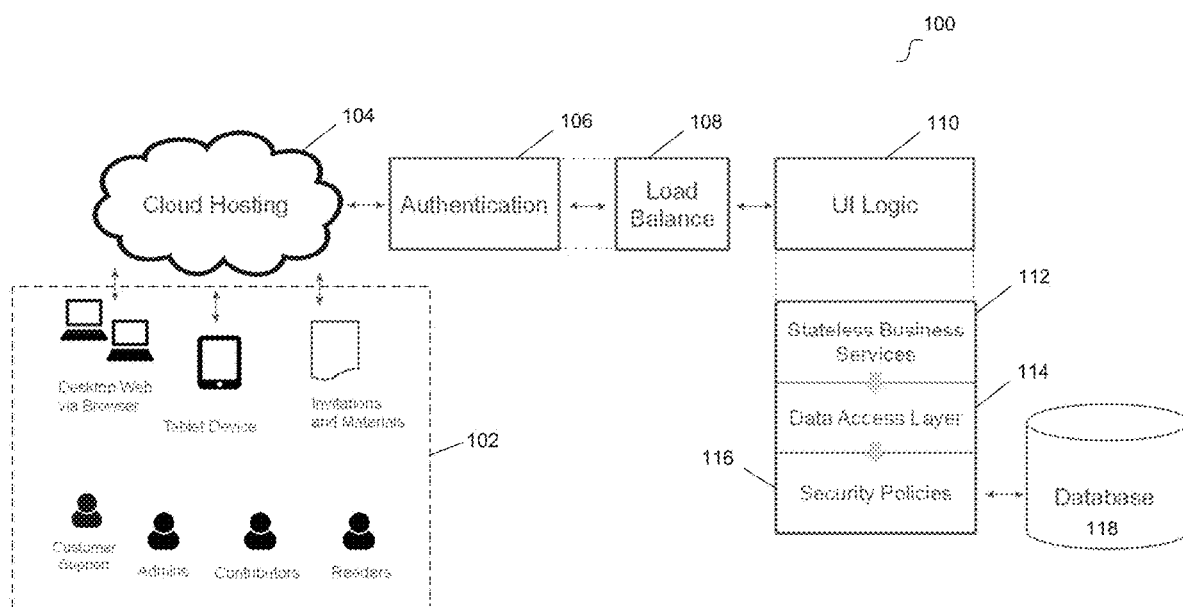 100
104
106
108
110
Cloud Hosting
Authentication
Load
Balance
UI Logic
112
Stateless Business
Services
114
Desktop Web
via Browser
Tablet Device
Invitations
and Materials
Data Access Layer
102
116
Security Policies
Database
118
Customer
Support
Admins
Contributors
Readers